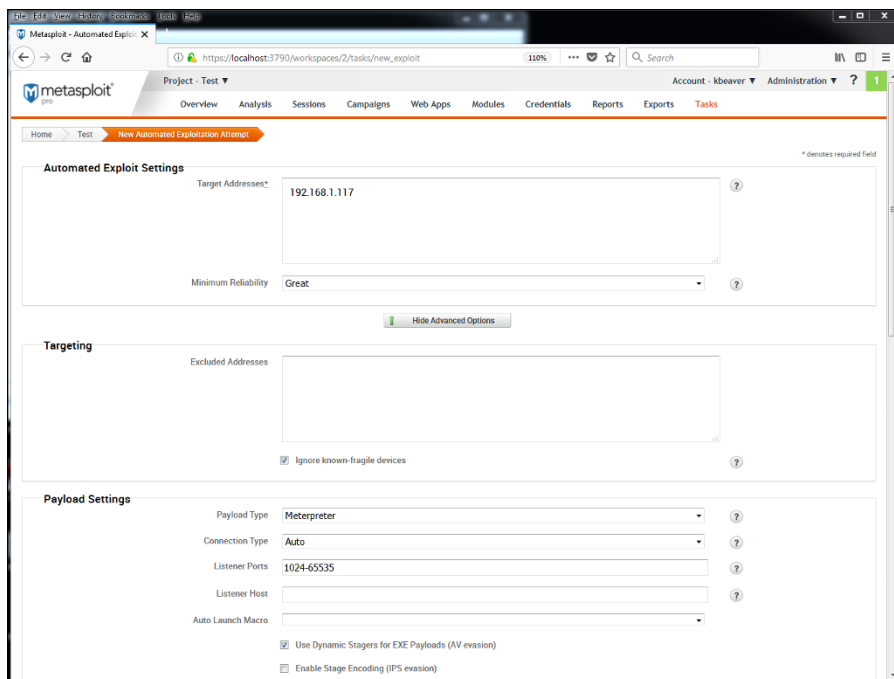 File Edit View History Bookmarks Tools Help
Metasploit - Automated Exploit
https://localhost:3790/workspaces/2/tasks/new_exploit 110% Search
metasploit® pro
Project - Test Account - kbeaver Administration ? 1
Overview Analysis Sessions Campaigns Web Apps Modules Credentials Reports Exports Tasks
Home Test New Automated Exploitation Attempt
* denotes required field
Automated Exploit Settings
Target Addresses* 192.168.1.117 ?
Minimum Reliability Great ?
Hide Advanced Options
Targeting
Excluded Addresses
Ignore known-fragile devices ?
Payload Settings
Payload Type Meterpreter ?
Connection Type Auto ?
Listener Ports 1024-65535 ?
Listener Host ?
Auto Launch Macro
Use Dynamic Stagers for EXE Payloads (AV evasion)
Enable Stage Encoding (IPS evasion)